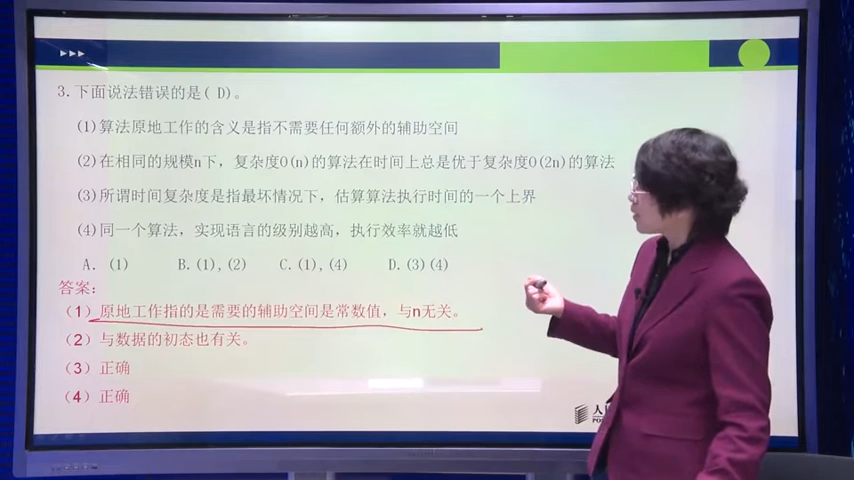 3.下面说法错误的是( D)。
(1)算法原地工作的含义是指不需要任何额外的辅助空间
(2)在相同的规模n下，复杂度O(n)的算法在时间上总是优于复杂度O(2n)的算法
(3)所谓时间复杂度是指最坏情况下，估算算法执行时间的一个上界
(4)同一个算法，实现语言的级别越高，执行效率就越低
A. (1) B.(1),(2) C.(1),(4) D.(3)(4)
答案：
（1）原地工作指的是需要的辅助空间是常数值，与n无关。
（2）与数据的初态也有关。
（3）正确
（4）正确